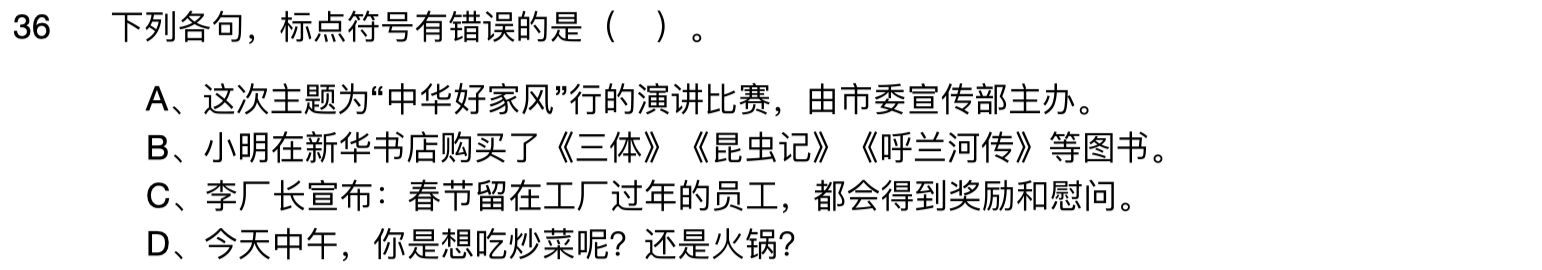 36 下列各句，标点符号有错误的是（ ）。
A、这次主题为“中华好家风”行的演讲比赛，由市委宣传部主办。
B、小明在新华书店购买了《三体》《昆虫记》《呼兰河传》等图书。
C、李厂长宣布：春节留在工厂过年的员工，都会得到奖励和慰问。
D、今天中午，你是想吃炒菜呢？还是火锅？